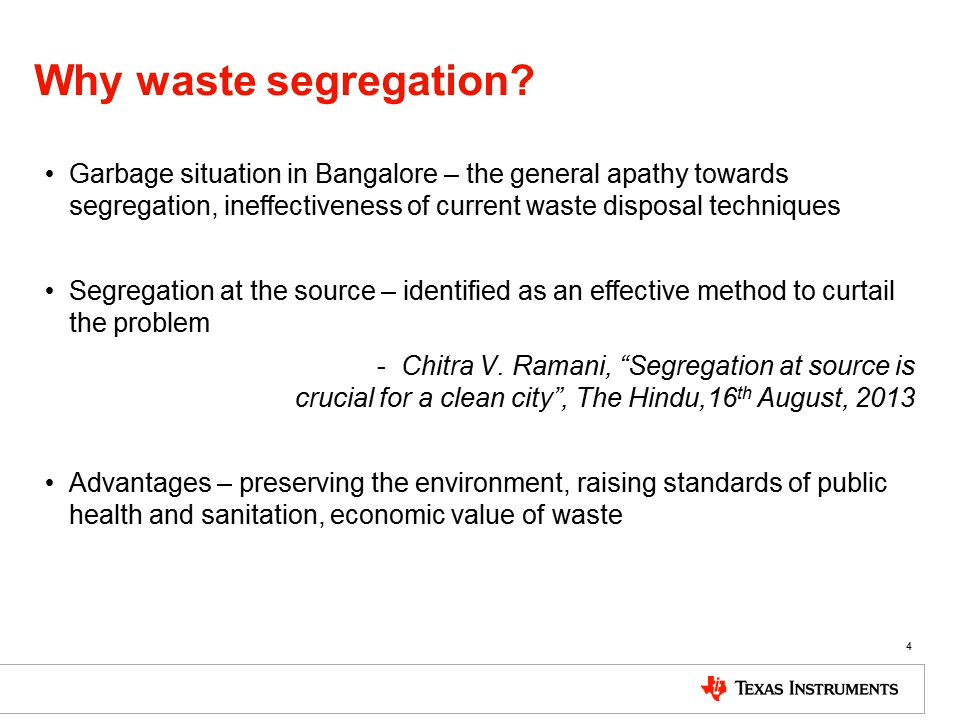 Why waste segregation?
• Garbage situation in Bangalore – the general apathy towards
segregation, ineffectiveness of current waste disposal techniques
• Segregation at the source – identified as an effective method to curtail
the problem
- Chitra V. Ramani, “Segregation at source is
crucial for a clean city”, The Hindu,16th August, 2013
• Advantages – preserving the environment, raising standards of public
health and sanitation, economic value of waste
4
TEXAS INSTRUMENTS